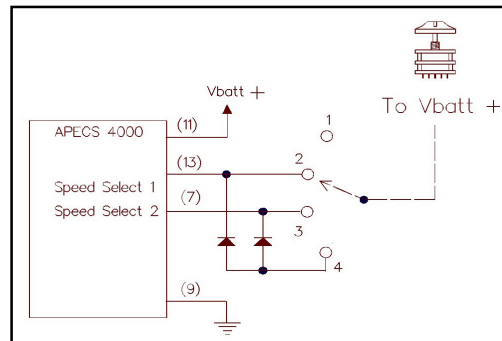 Vbatt +
To Vbatt +
APECS 4000
(11)
1
(13)
2
Speed Select 1
(7)
Speed Select 2
3
4
(9)